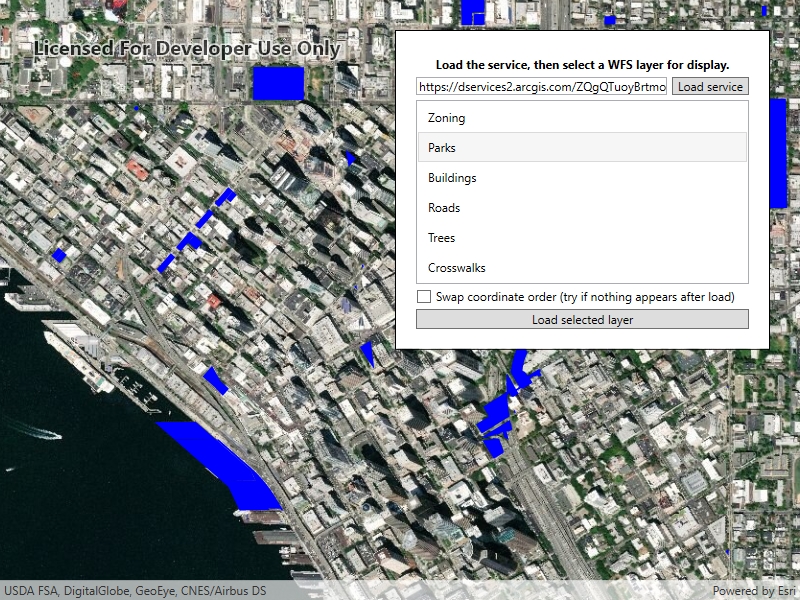 Licensed For Developer Use Only
Load the service, then select a WFS layer for display.
https://dservices2.arcgis.com/ZQgQTuoyBrtmo
Load service
Zoning
Parks
Buildings
Roads
Trees
Crosswalks
Swap coordinate order (try if nothing appears after load)
Load selected layer
USDA FSA, DigitalGlobe, GeoEye, CNES/Airbus DS
Powered by Esri